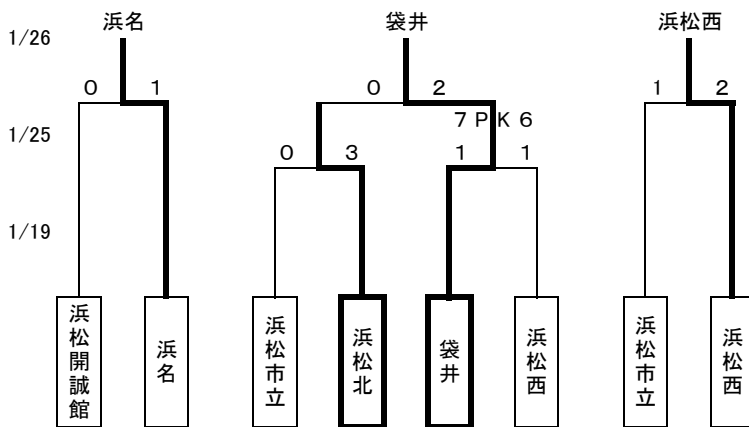 1/26
浜名
袋井
浜松西
0 1
0 2
1 2
1/25
7 PK 6
0 3
1 1
1/19
浜松開誠館
浜名
浜松市立
浜松北
袋井
浜松西
浜松市立
浜松西